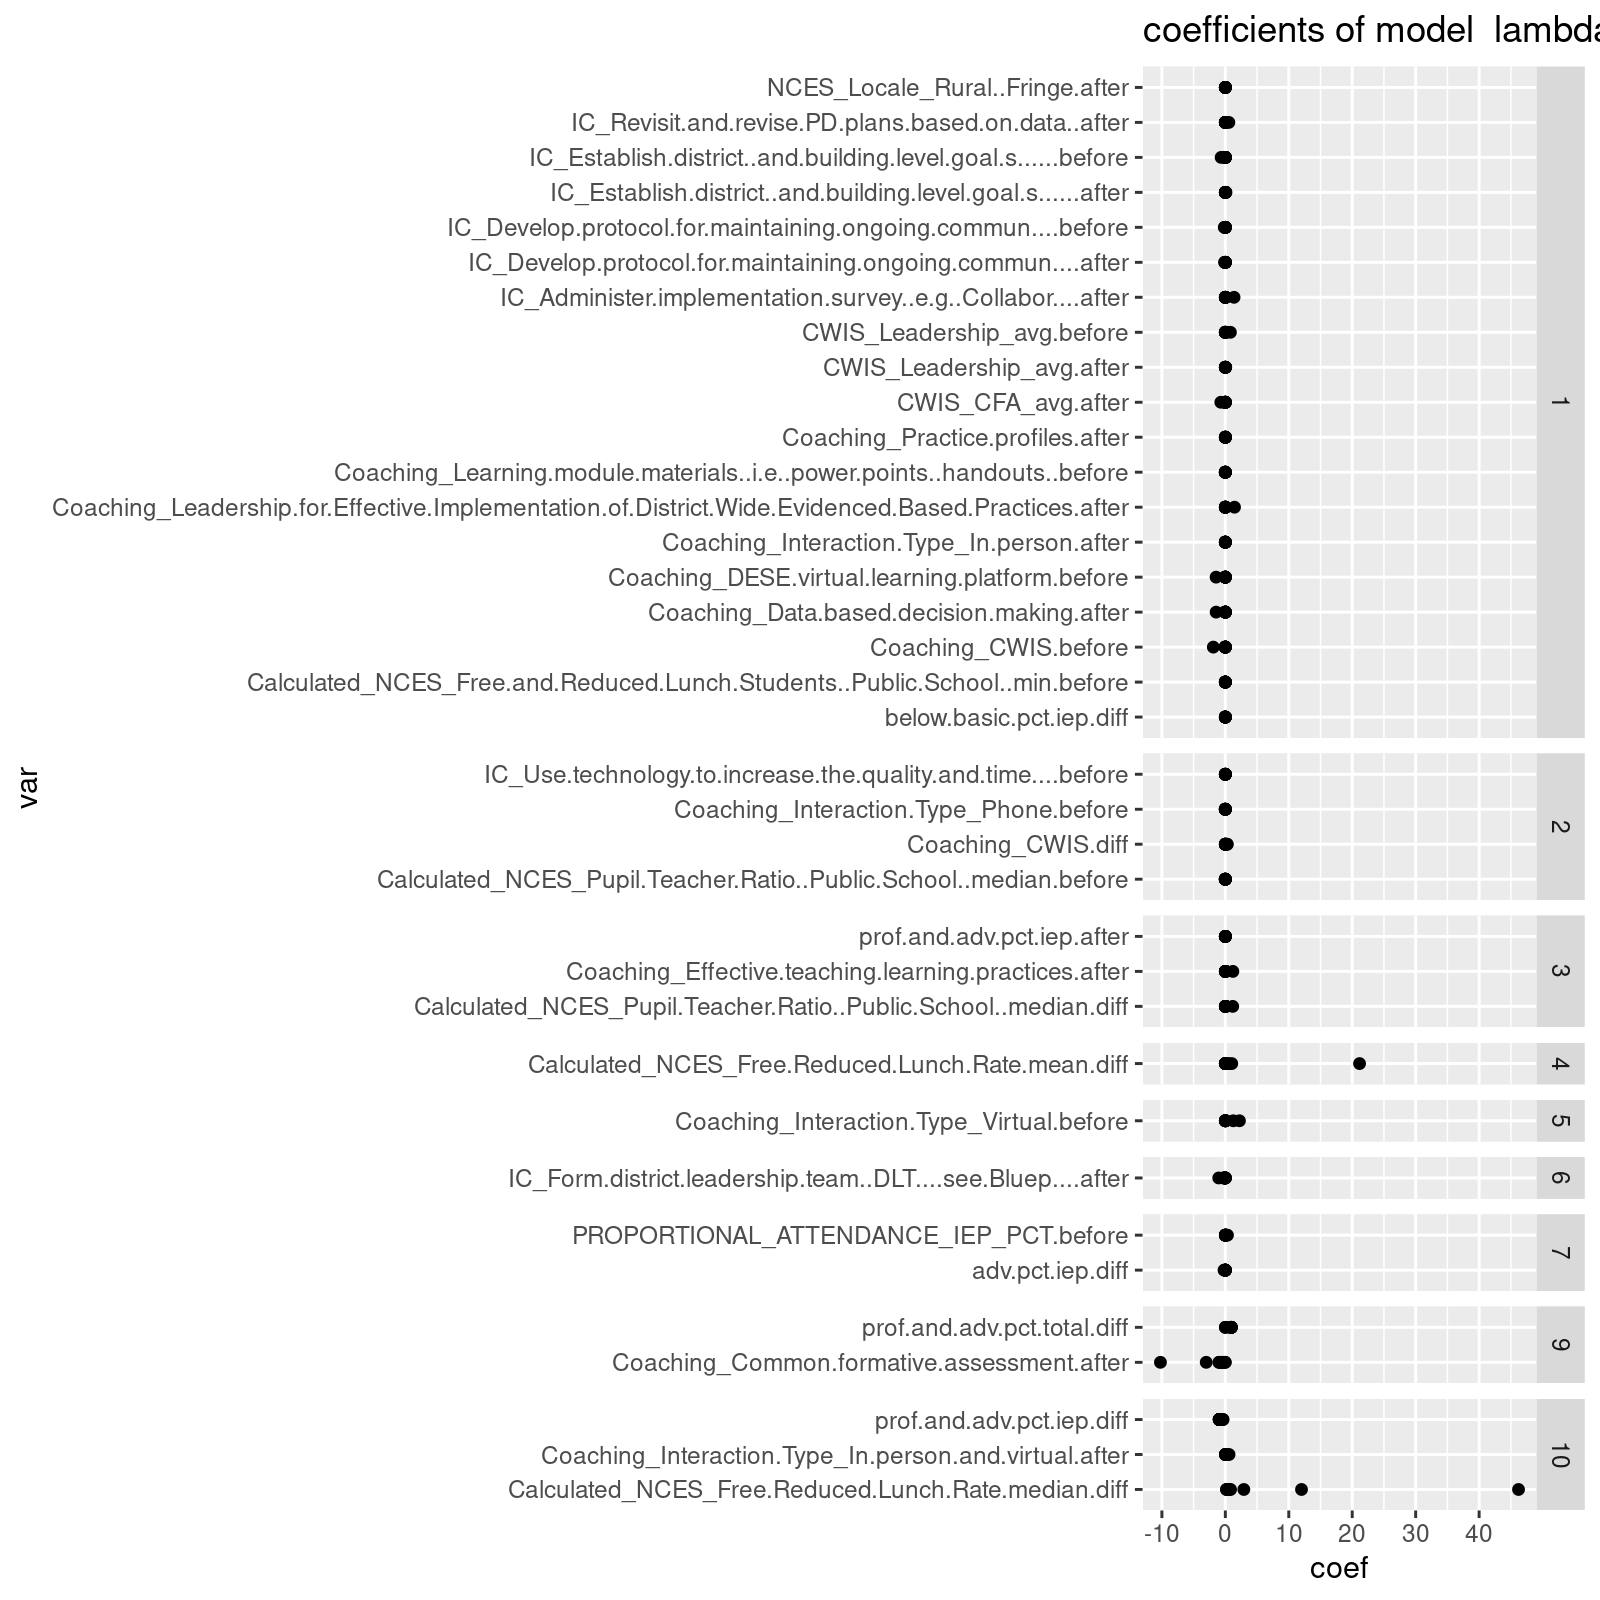 coefficients of model  lambda
NCES_Locale_Rural..Fringe.after
IC_Revisit.and.revise.PD.plans.based.on.data..after
IC_Establish.district..and.building.level.goal.s......before
IC_Establish.district..and.building.level.goal.s......after
IC_Develop.protocol.for.maintaining.ongoing.commun....before
IC_Develop.protocol.for.maintaining.ongoing.commun....after
IC_Administer.implementation.survey..e.g..Collabor....after
CWIS_Leadership_avg.before
CWIS_Leadership_avg.after
CWIS_CFA_avg.after
Coaching_Practice.profiles.after
Coaching_Learning.module.materials..i.e..power.points..handouts..before
Coaching_Leadership.for.Effective.Implementation.of.District.Wide.Evidenced.Based.Practices.after
Coaching_Interaction.Type_In.person.after
Coaching_DESE.virtual.learning.platform.before
Coaching_Data.based.decision.making.after
Coaching_CWIS.before
Calculated_NCES_Free.and.Reduced.Lunch.Students..Public.School..min.before
below.basic.pct.iep.diff
1
IC_Use.technology.to.increase.the.quality.and.time....before
Coaching_Interaction.Type_Phone.before
Coaching_CWIS.diff
Calculated_NCES_Pupil.Teacher.Ratio..Public.School..median.before
2
prof.and.adv.pct.iep.after
Coaching_Effective.teaching.learning.practices.after
Calculated_NCES_Pupil.Teacher.Ratio..Public.School..median.diff
3
Calculated_NCES_Free.Reduced.Lunch.Rate.mean.diff
4
Coaching_Interaction.Type_Virtual.before
5
IC_Form.district.leadership.team..DLT....see.Bluep....after
6
PROPORTIONAL_ATTENDANCE_IEP_PCT.before
adv.pct.iep.diff
7
prof.and.adv.pct.total.diff
Coaching_Common.formative.assessment.after
9
prof.and.adv.pct.iep.diff
Coaching_Interaction.Type_In.person.and.virtual.after
Calculated_NCES_Free.Reduced.Lunch.Rate.median.diff
10
-10 0 10 20 30 40
coef
var